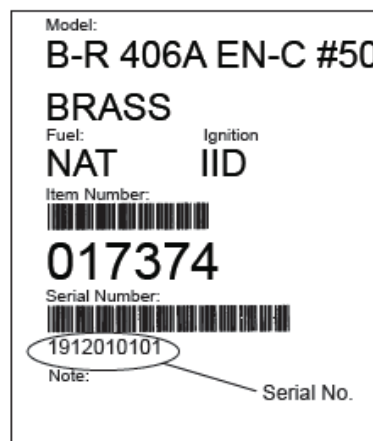 Model:
B-R 406A EN-C #50
BRASS
Fuel: Ignition
NAT IID
Item Number:
017374
Serial Number:
1912010101
Note:
Serial No.